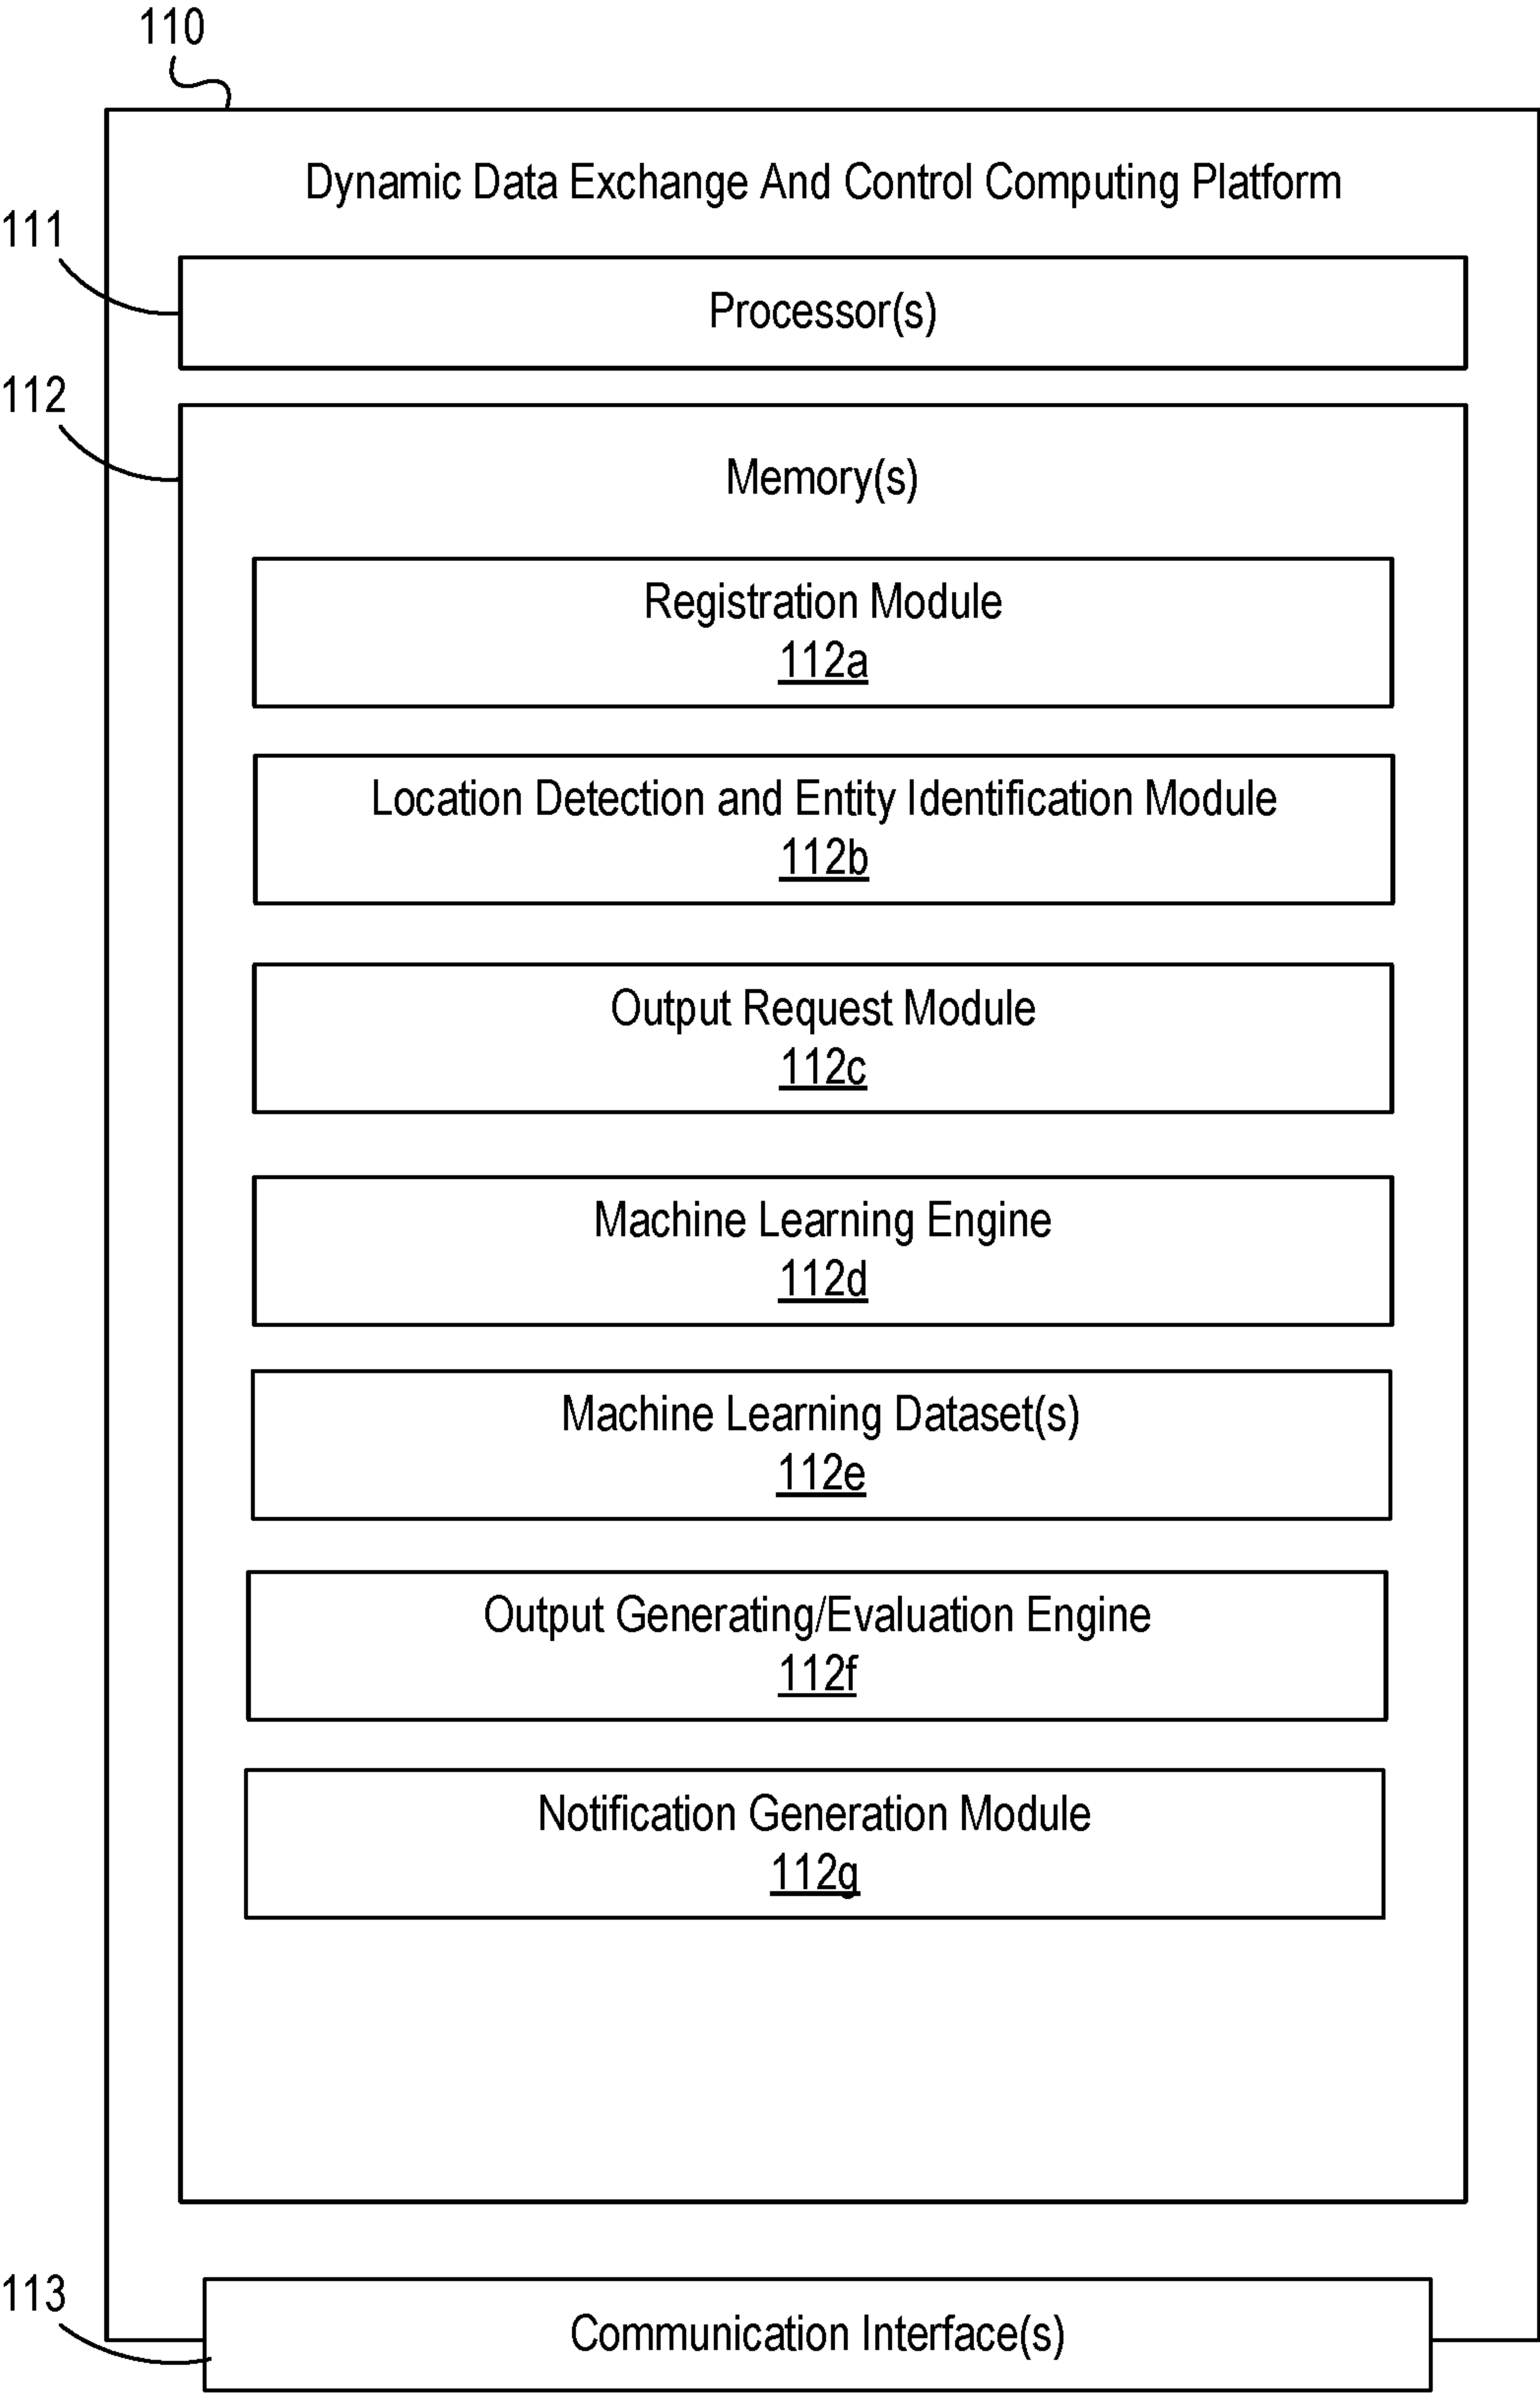 110
Dynamic Data Exchange And Control Computing Platform
111
Processor(s)
112
Memory(s)
Registration Module
112a
Location Detection and Entity Identification Module
112b
Output Request Module
112c
Machine Learning Engine
112d
Machine Learning Dataset(s)
112e
Output Generating/Evaluation Engine
112f
Notification Generation Module
112g
113
Communication Interface(s)